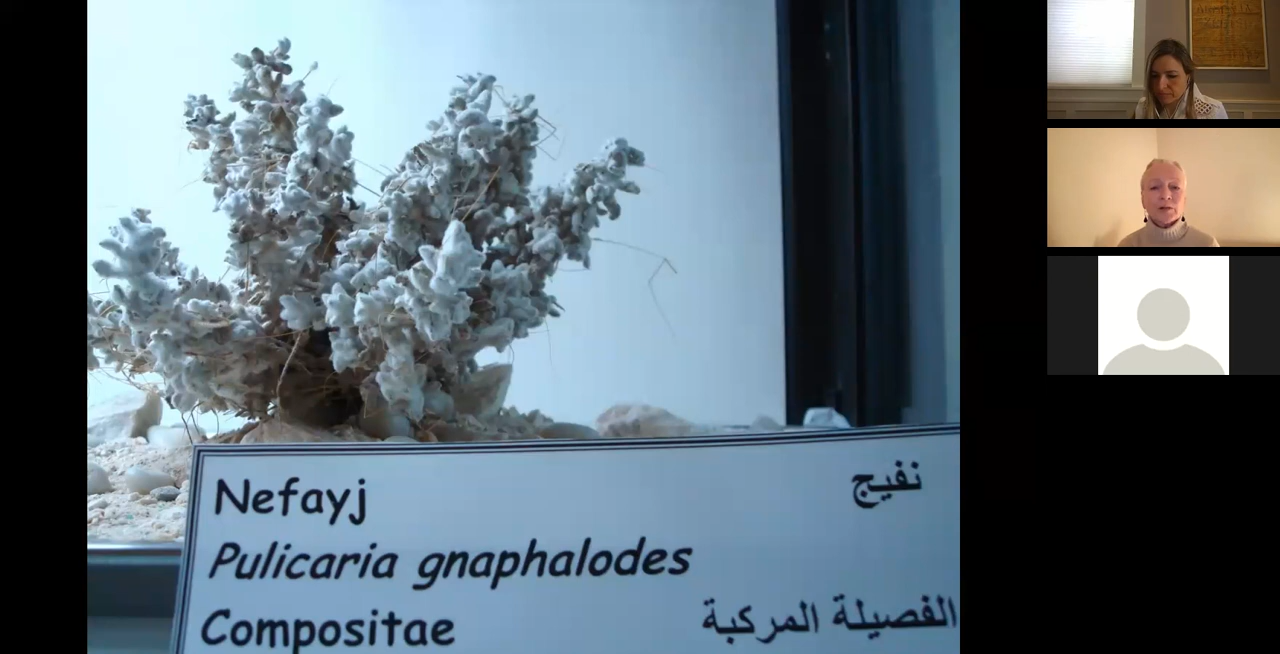 Nefayj نفيج
Pulicaria gnaphalodes
Compositae الفصيلة المركبة